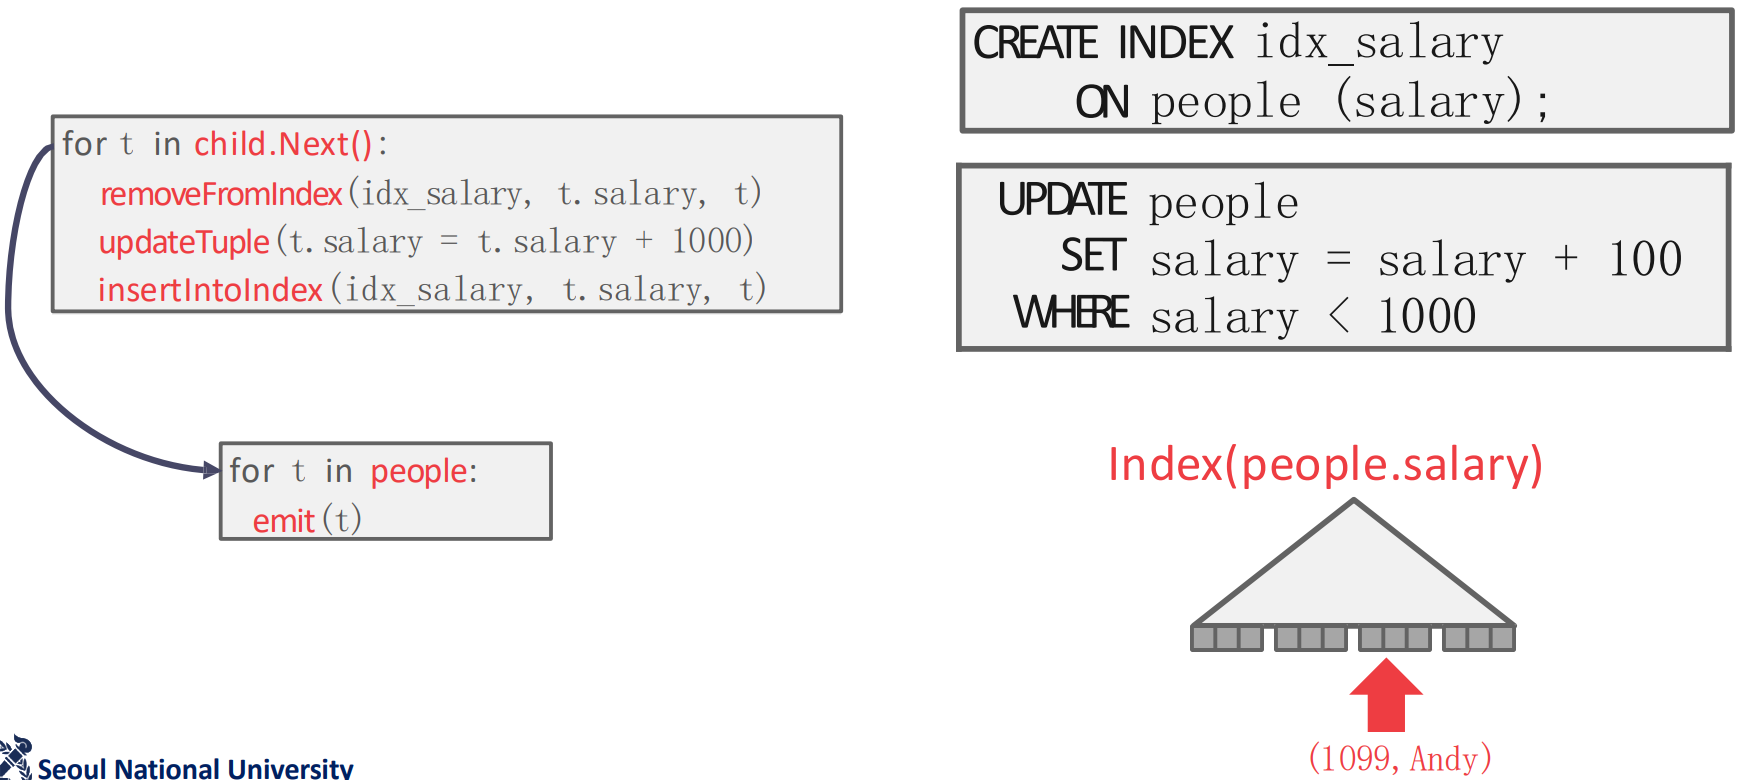 CREATE INDEX idx_salary
ON people (salary);
for t in child.Next():
removeFromIndex(idx_salary, t.salary, t)
updateTuple(t.salary = t.salary + 1000)
insertIntoIndex(idx_salary, t.salary, t)
UPDATE people
SET salary = salary + 100
WHERE salary < 1000
for t in people:
emit(t)
Index(people.salary)
(1099, Andy)
Seoul National University